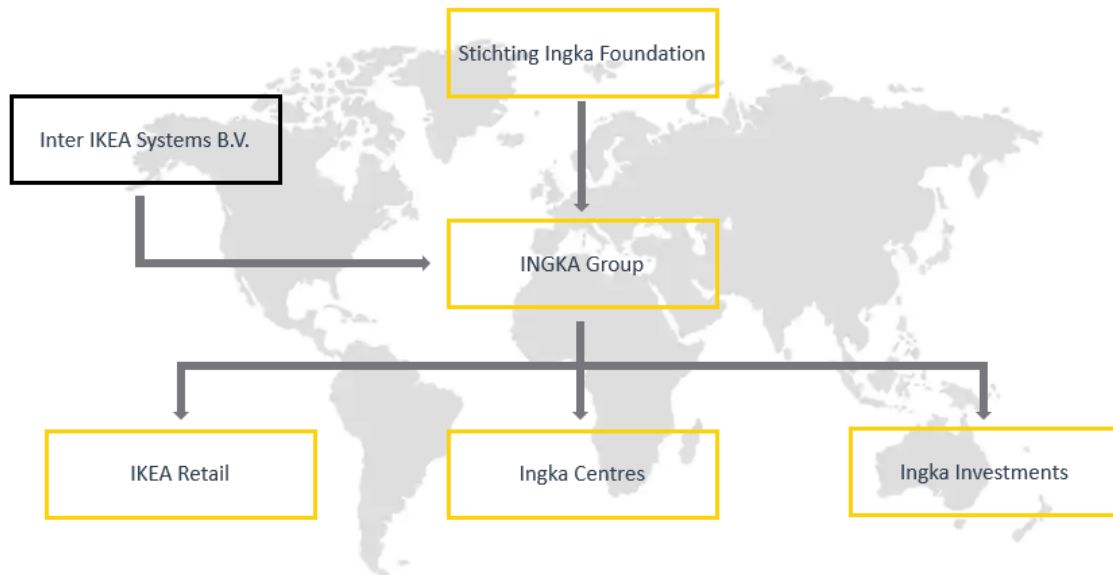 Stichting Ingka Foundation
Inter IKEA Systems B.V.
INGKA Group
IKEA Retail
Ingka Centres
Ingka Investments